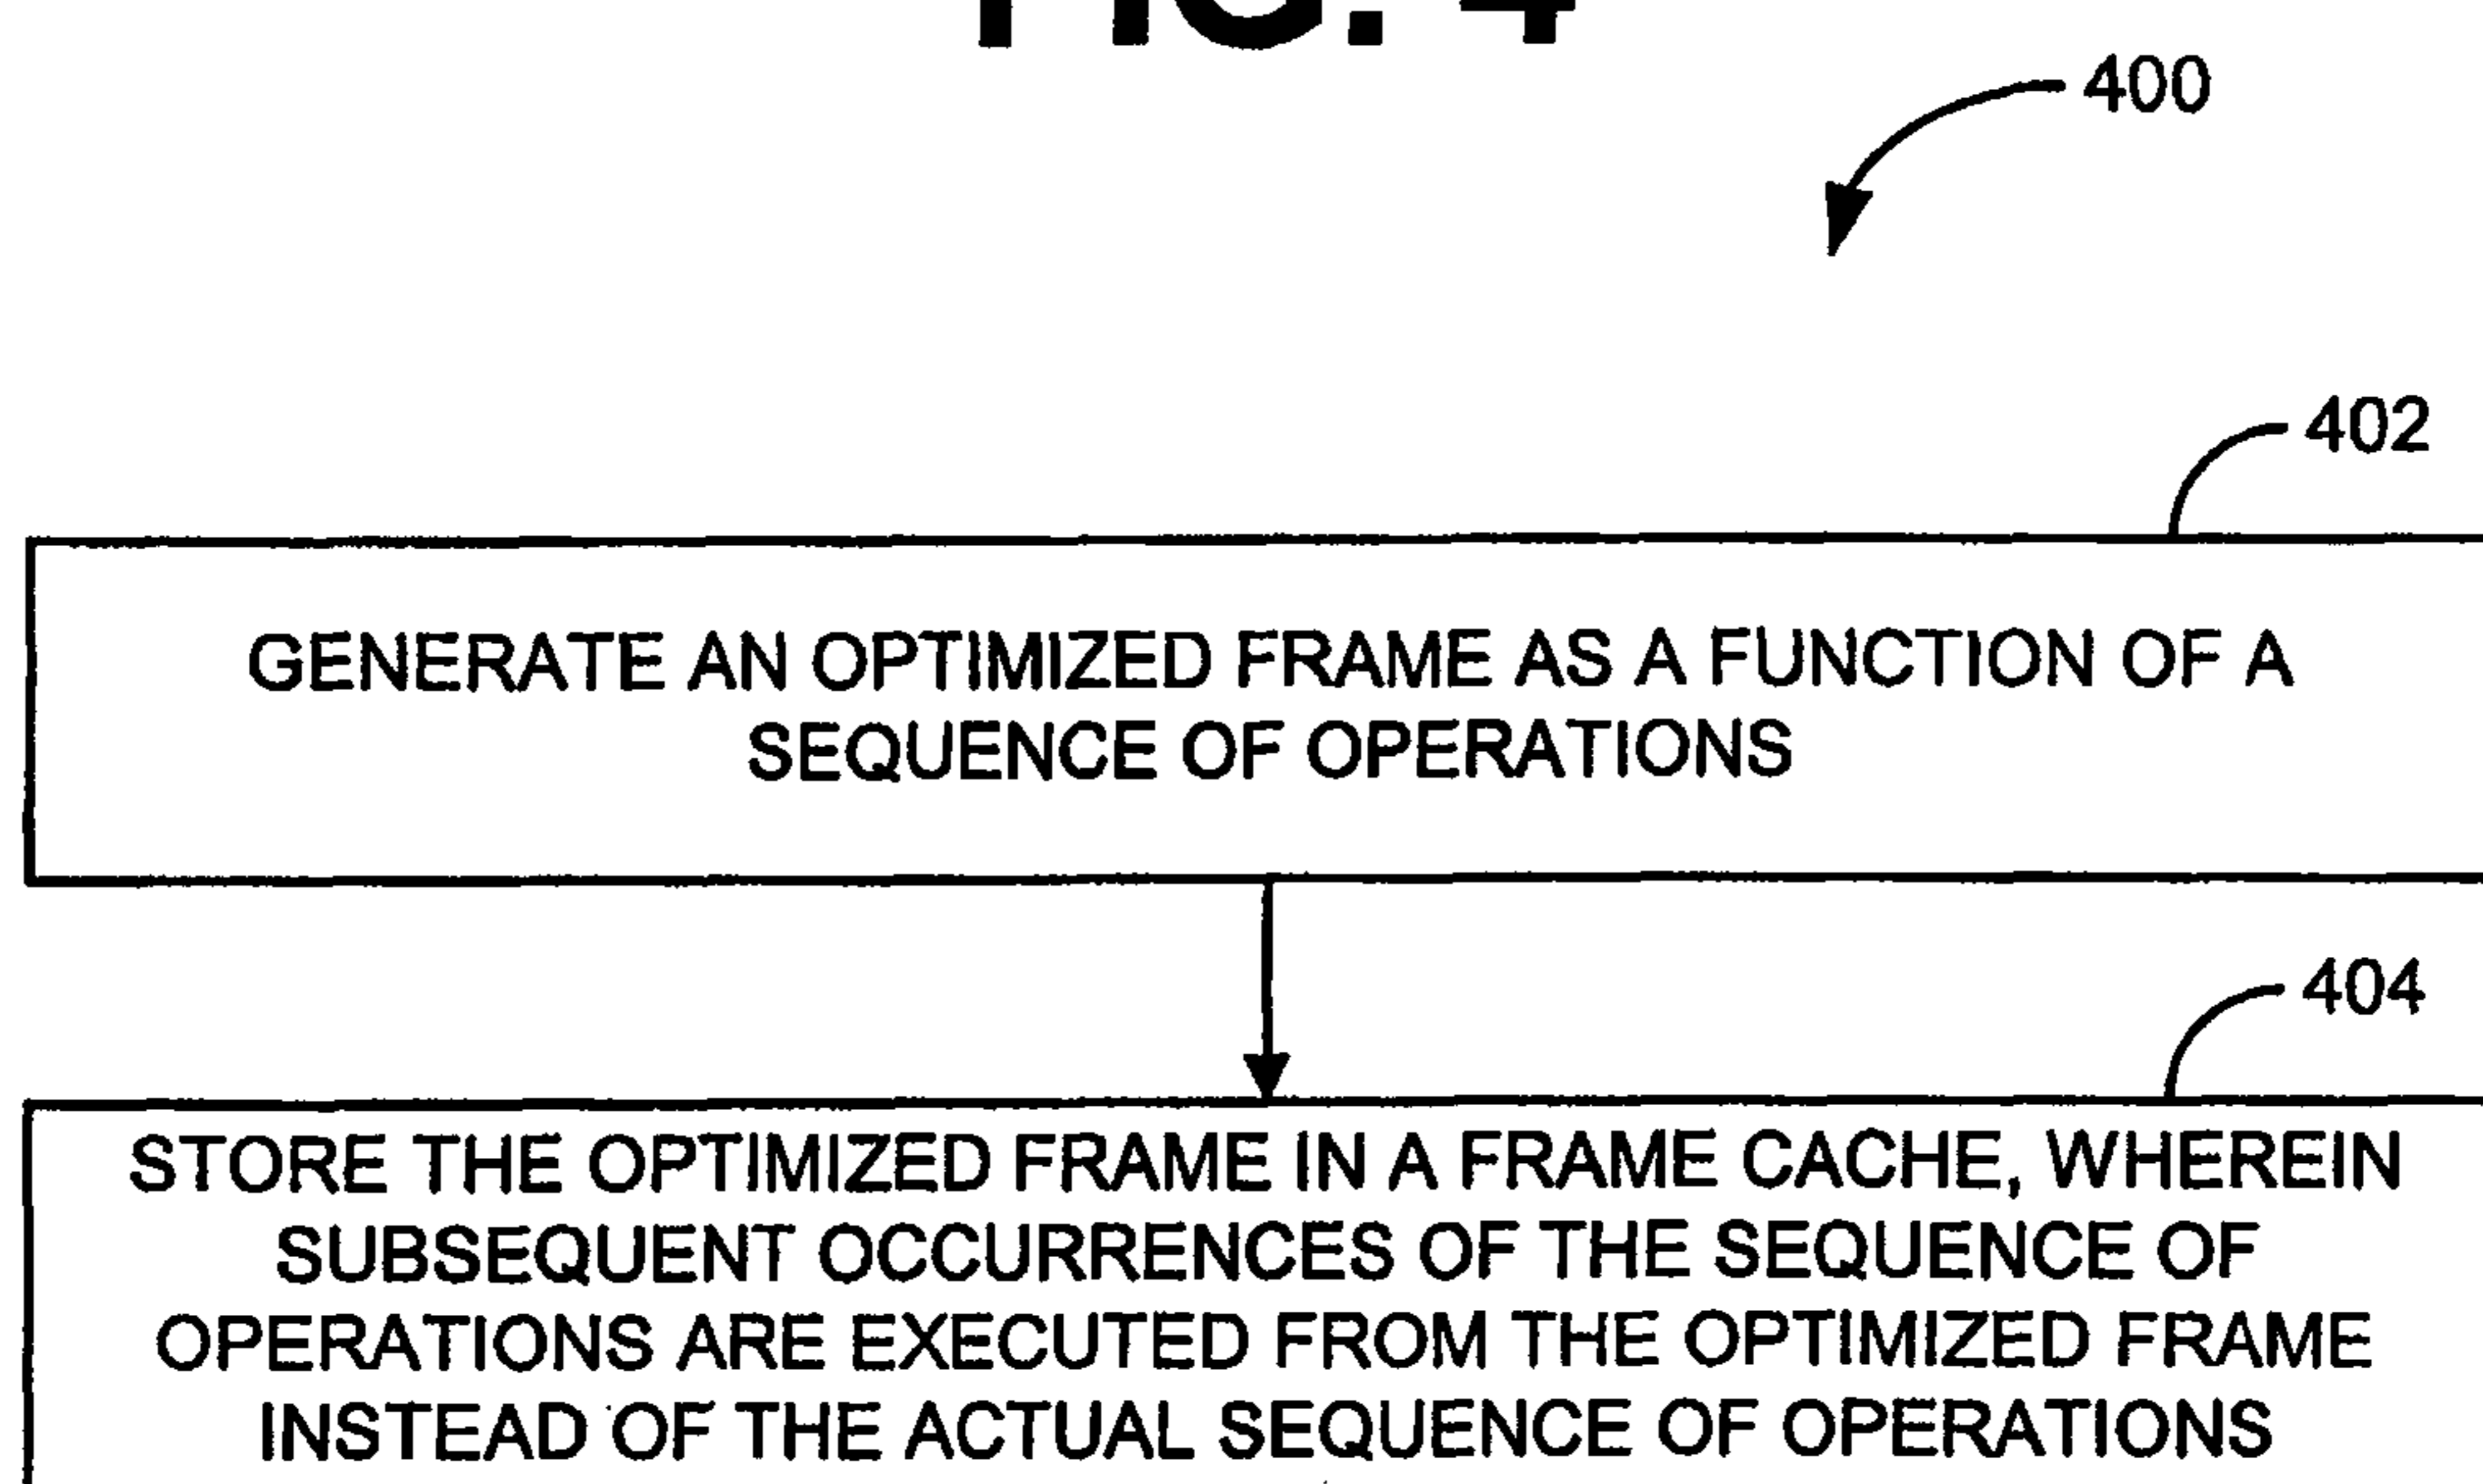 FIG. 4
400
402
GENERATE AN OPTIMIZED FRAME AS A FUNCTION OF A
SEQUENCE OF OPERATIONS
404
STORE THE OPTIMIZED FRAME IN A FRAME CACHE, WHEREIN
SUBSEQUENT OCCURRENCES OF THE SEQUENCE OF
OPERATIONS ARE EXECUTED FROM THE OPTIMIZED FRAME
INSTEAD OF THE ACTUAL SEQUENCE OF OPERATIONS